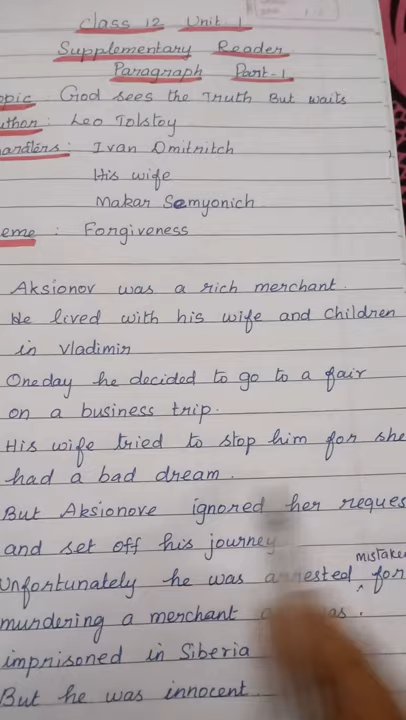 Class 12 Unit-1
Supplementary Reader
Paragraph Part-1
opic God sees the Truth But waits
uthor: Leo Tolstoy
Ivan Dmitritch
His wife
Makar Semyonich
eme : Forgiveness
Aksionov was a rich merchant.
He lived with his wife and children
in Vladimir
Oneday he decided to go to a fair
on a business trip.
His wife tried to stop him for she
had a bad dream.
But Aksionove ignored her reques
and set off his journey
mistaken
Unfortunately he was arrested for
murdering a merchant
imprisoned in Siberia
But he was innocent.